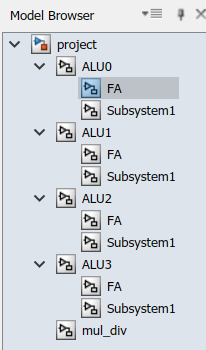 Model Browser
project
ALU0
FA
Subsystem1
ALU1
FA
Subsystem1
ALU2
FA
Subsystem1
ALU3
FA
Subsystem1
mul_div